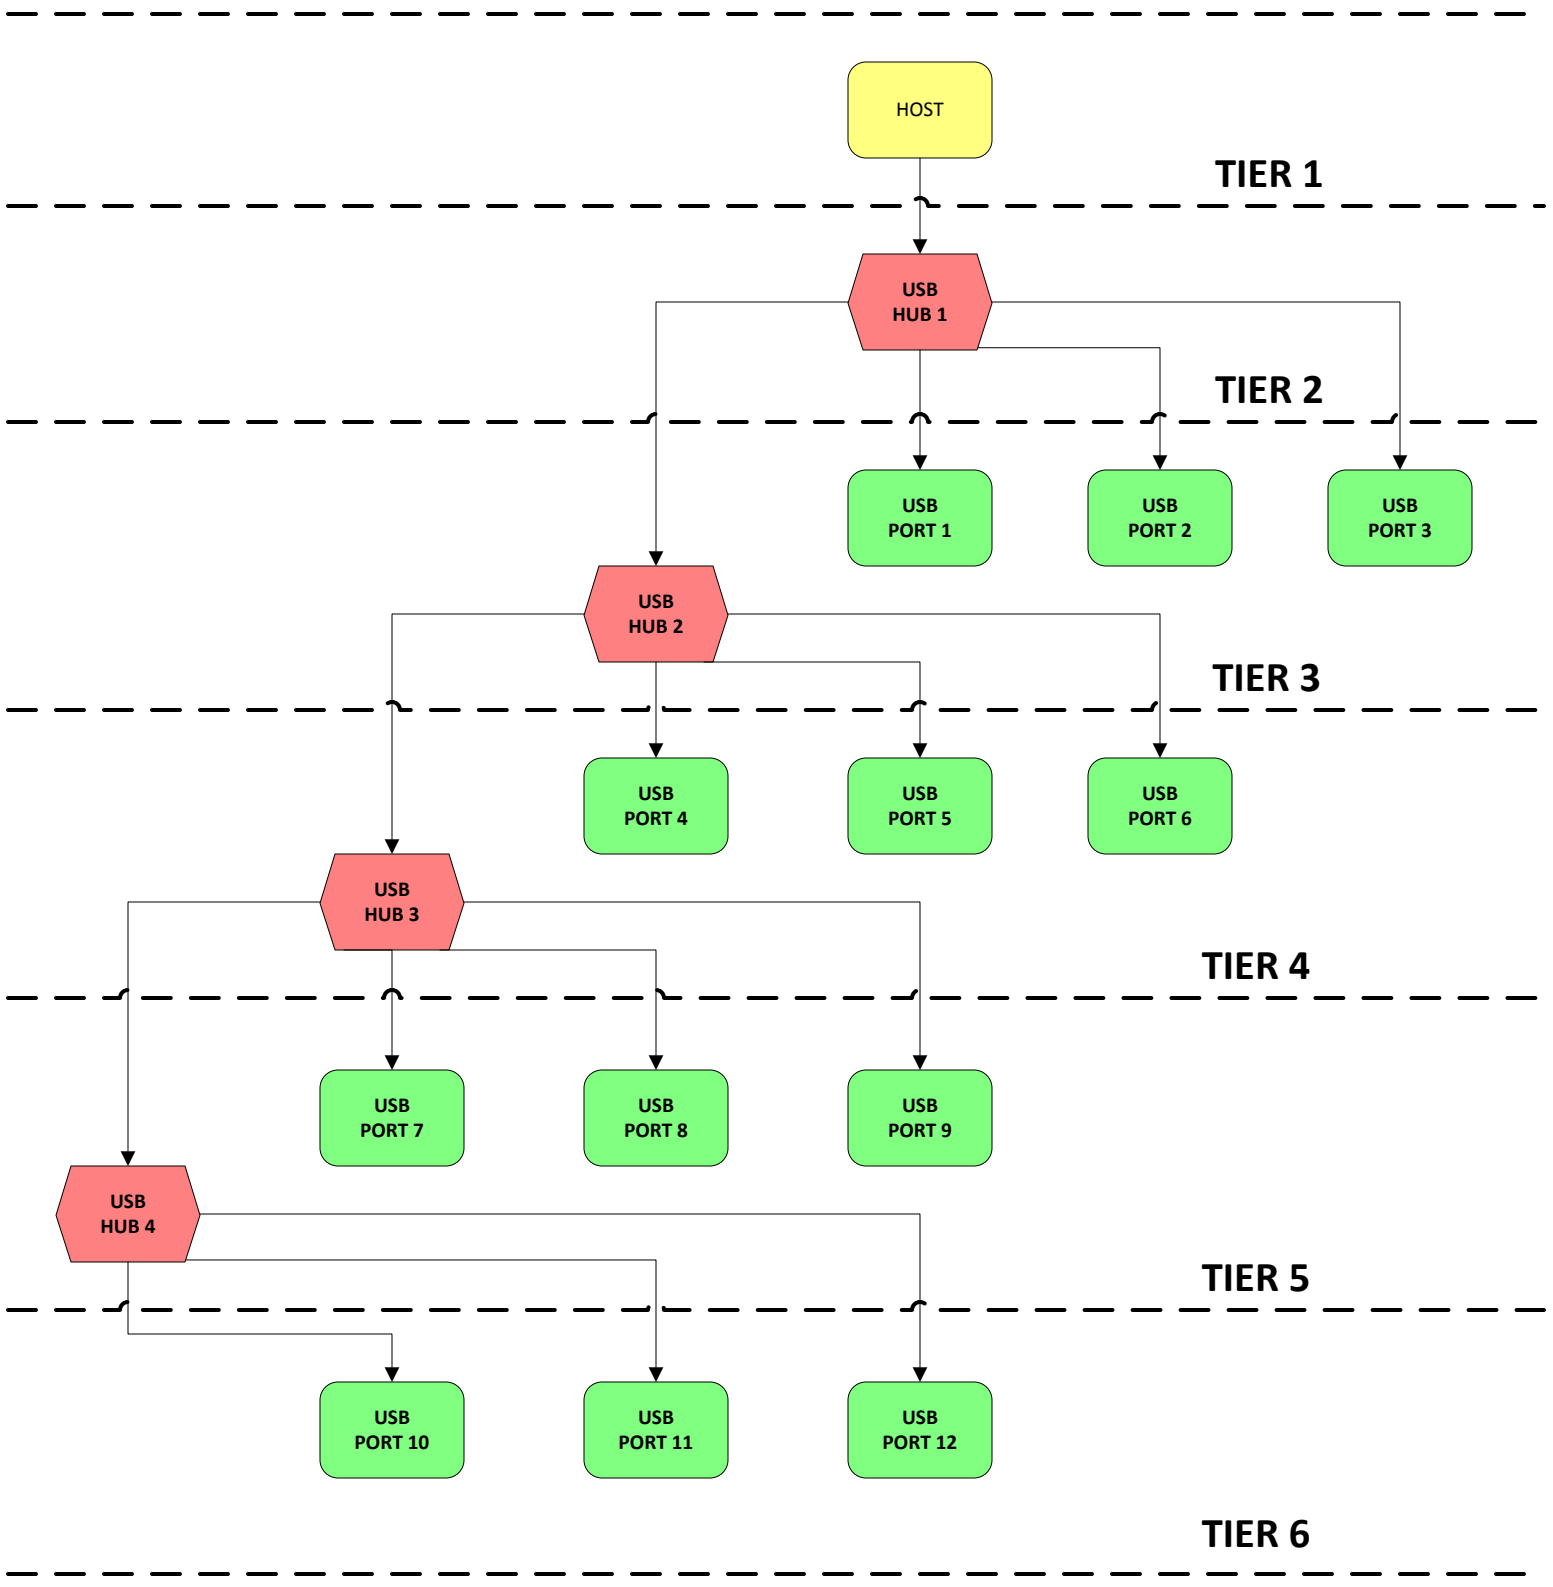 HOST
TIER 1
USB
HUB 1
TIER 2
USB
PORT 1
USB
PORT 2
USB
PORT 3
USB
HUB 2
TIER 3
USB
PORT 4
USB
PORT 5
USB
PORT 6
USB
HUB 3
TIER 4
USB
PORT 7
USB
PORT 8
USB
PORT 9
USB
HUB 4
TIER 5
USB
PORT 10
USB
PORT 11
USB
PORT 12
TIER 6